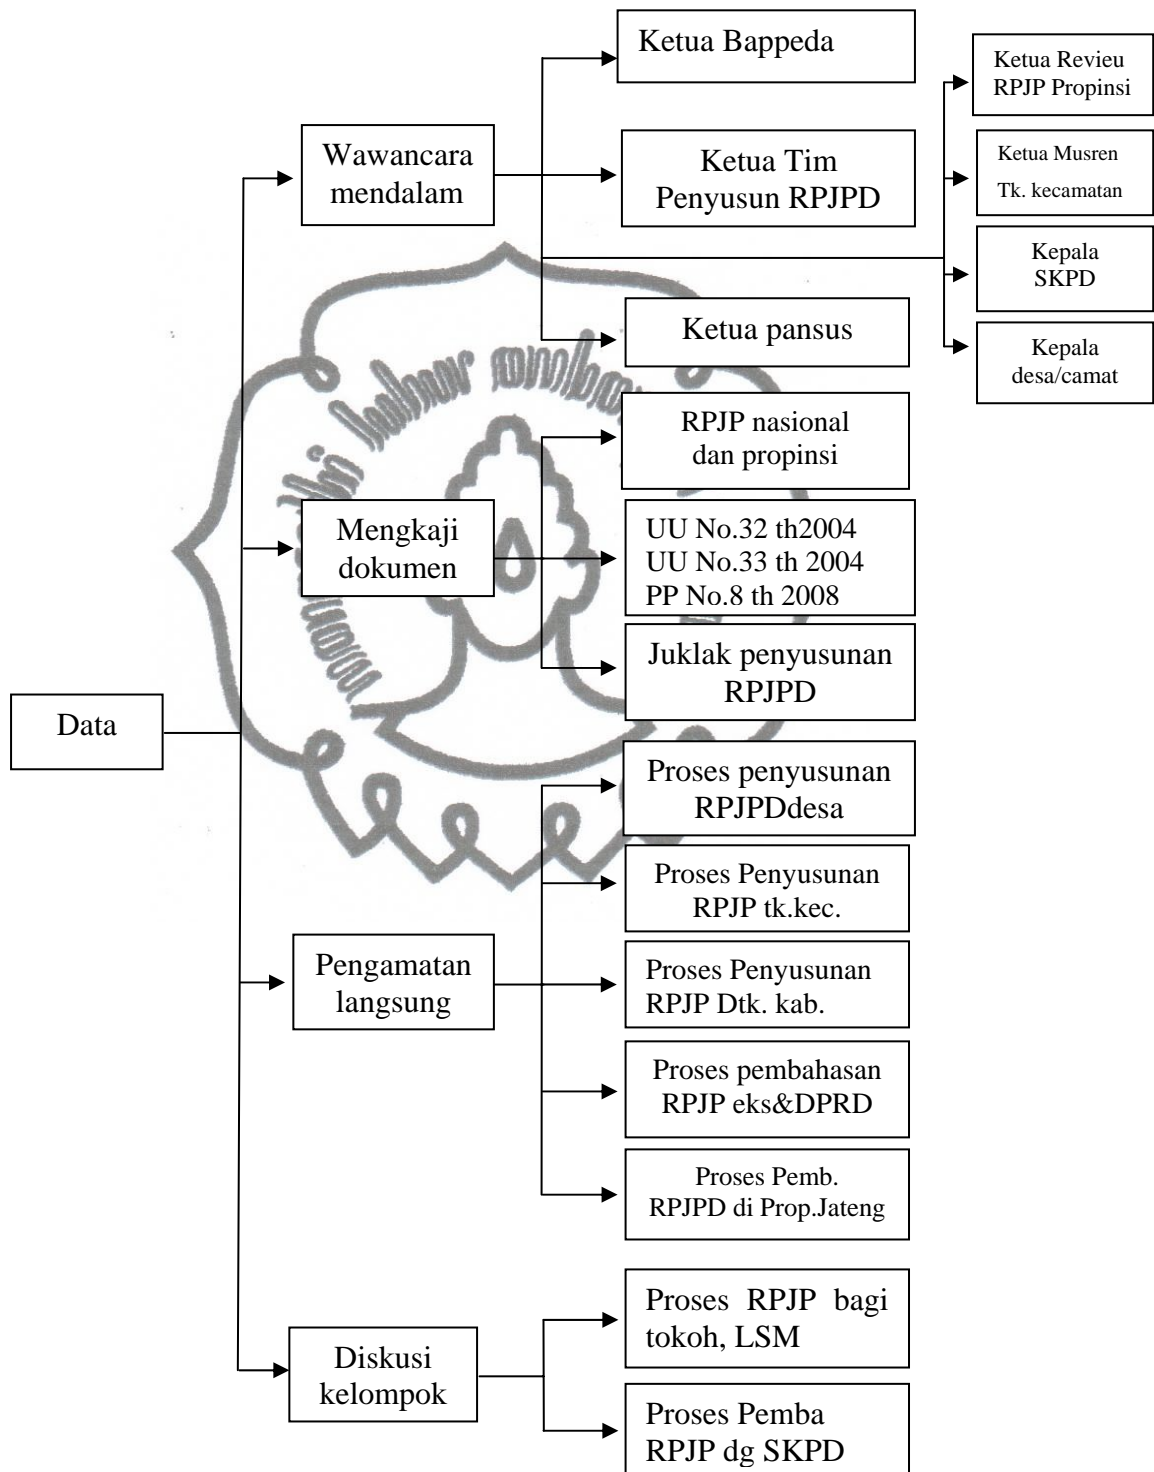 Ketua Bappeda
Ketua Revieu
RPJP Propinsi
Wawancara
mendalam
Ketua Tim
Penyusun RPJPD
Ketua Musren
Tk. kecamatan
Kepala
SKPD
Ketua pansus
Kepala
desa/camat
RPJP nasional
dan propinsi
Mengkaji
dokumen
UU No.32 th2004
UU No.33 th 2004
PP No.8 th 2008
Juklak penyusunan
RPJPD
Data
Proses penyusunan
RPJPDdesa
Proses Penyusunan
RPJP tk.kec.
Pengamatan
langsung
Proses Penyusunan
RPJP Dtk. kab.
Proses pembahasan
RPJP eks&DPRD
Proses Pemb.
RPJPD di Prop.Jateng
Diskusi
kelompok
Proses RPJP bagi
tokoh, LSM
Proses Pemba
RPJP dg SKPD